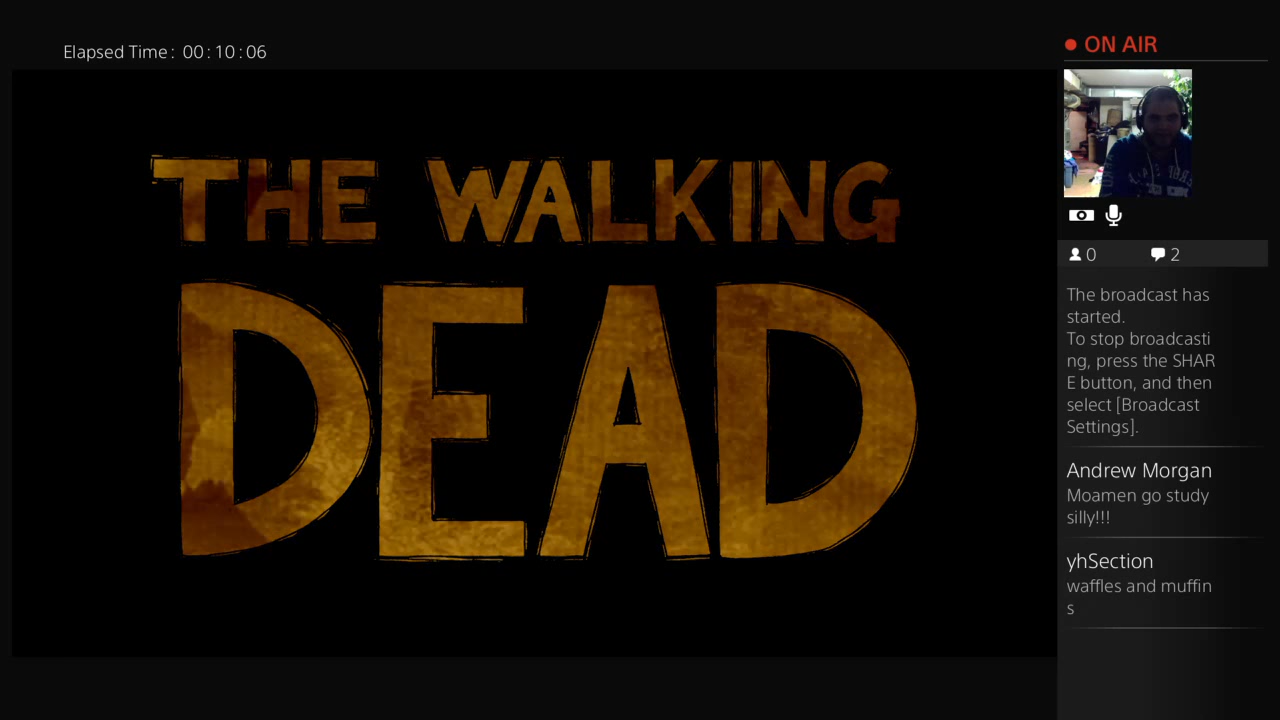 Elapsed Time: 00:10:06
ON AIR
THE WALKING
DEAD
0 2
The broadcast has
started.
To stop broadcasti
ng, press the SHAR
E button, and then
select [Broadcast
Settings].
Andrew Morgan
Moamen go study
silly!!!
yhSection
waffles and muffin
s